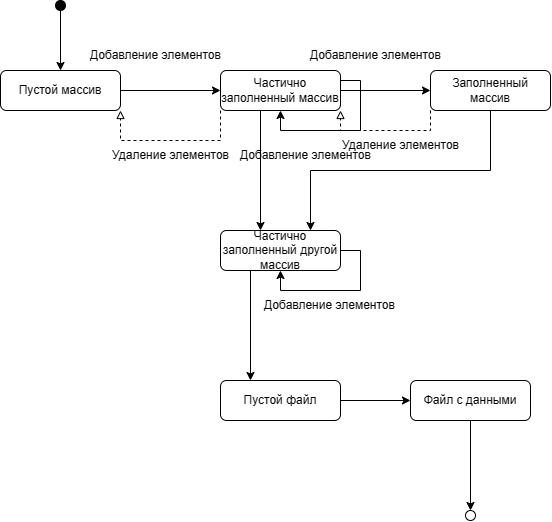 Добавление элементов
Добавление элементов
Пустой массив
Частично
заполненный массив
Заполненный
массив
Удаление элементов
Добавление элементов
Удаление элементов
Частично
заполненный другой
массив
Добавление элементов
Пустой файл
Файл с данными